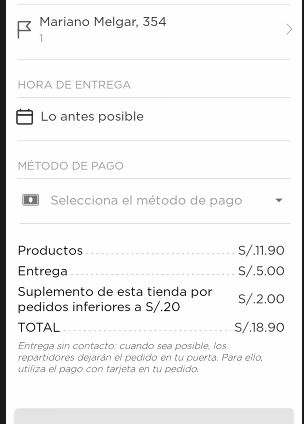 Mariano Melgar, 354
1
HORA DE ENTREGA
Lo antes posible
MÉTODO DE PAGO
Selecciona el método de pago
Productos S/.11.90
Entrega S/.5.00
Suplemento de esta tienda por
pedidos inferiores a S/.20 S/.2.00
TOTAL S/.18.90
Entrega sin contacto: cuando sea posible, los
repartidores dejarán el pedido en tu puerta. Para ello,
utiliza el pago con tarjeta en tu pedido.